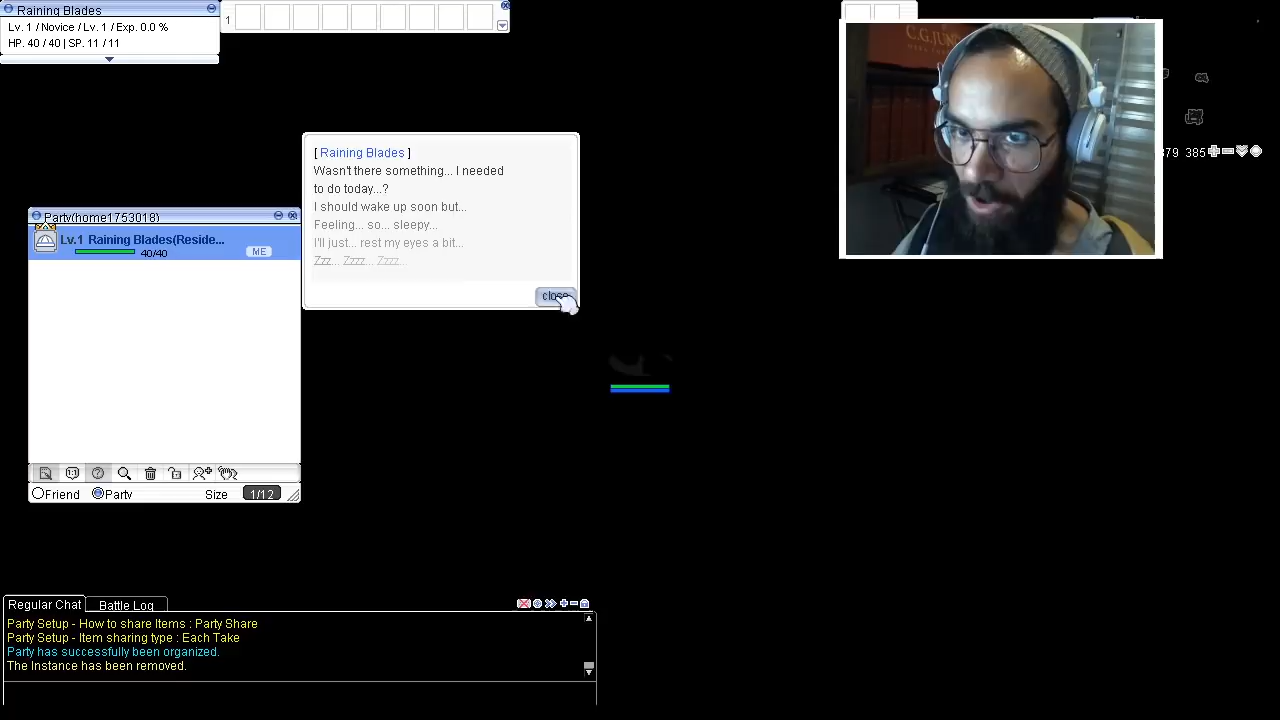 Raining Blades
Lv. 1 / Novice / Lv. 1 / Exp. 0.0 %
HP. 40 / 40 | SP. 11 / 11
1
C.G.JUN
[ Raining Blades ]
Wasn't there something... I needed
to do today...?
I should wake up soon but...
Feeling... so... sleepy...
I'll just... rest my eyes a bit...
Zzz... Zzzz... Zzzz...
close
379 385
Party(home1753018)
Lv.1 Raining Blades(Reside...
40/40
ME
Friend
Party
Size
1/12
Regular Chat
Battle Log
Party Setup - How to share Items : Party Share
Party Setup - Item sharing type : Each Take
Party has successfully been organized.
The Instance has been removed.